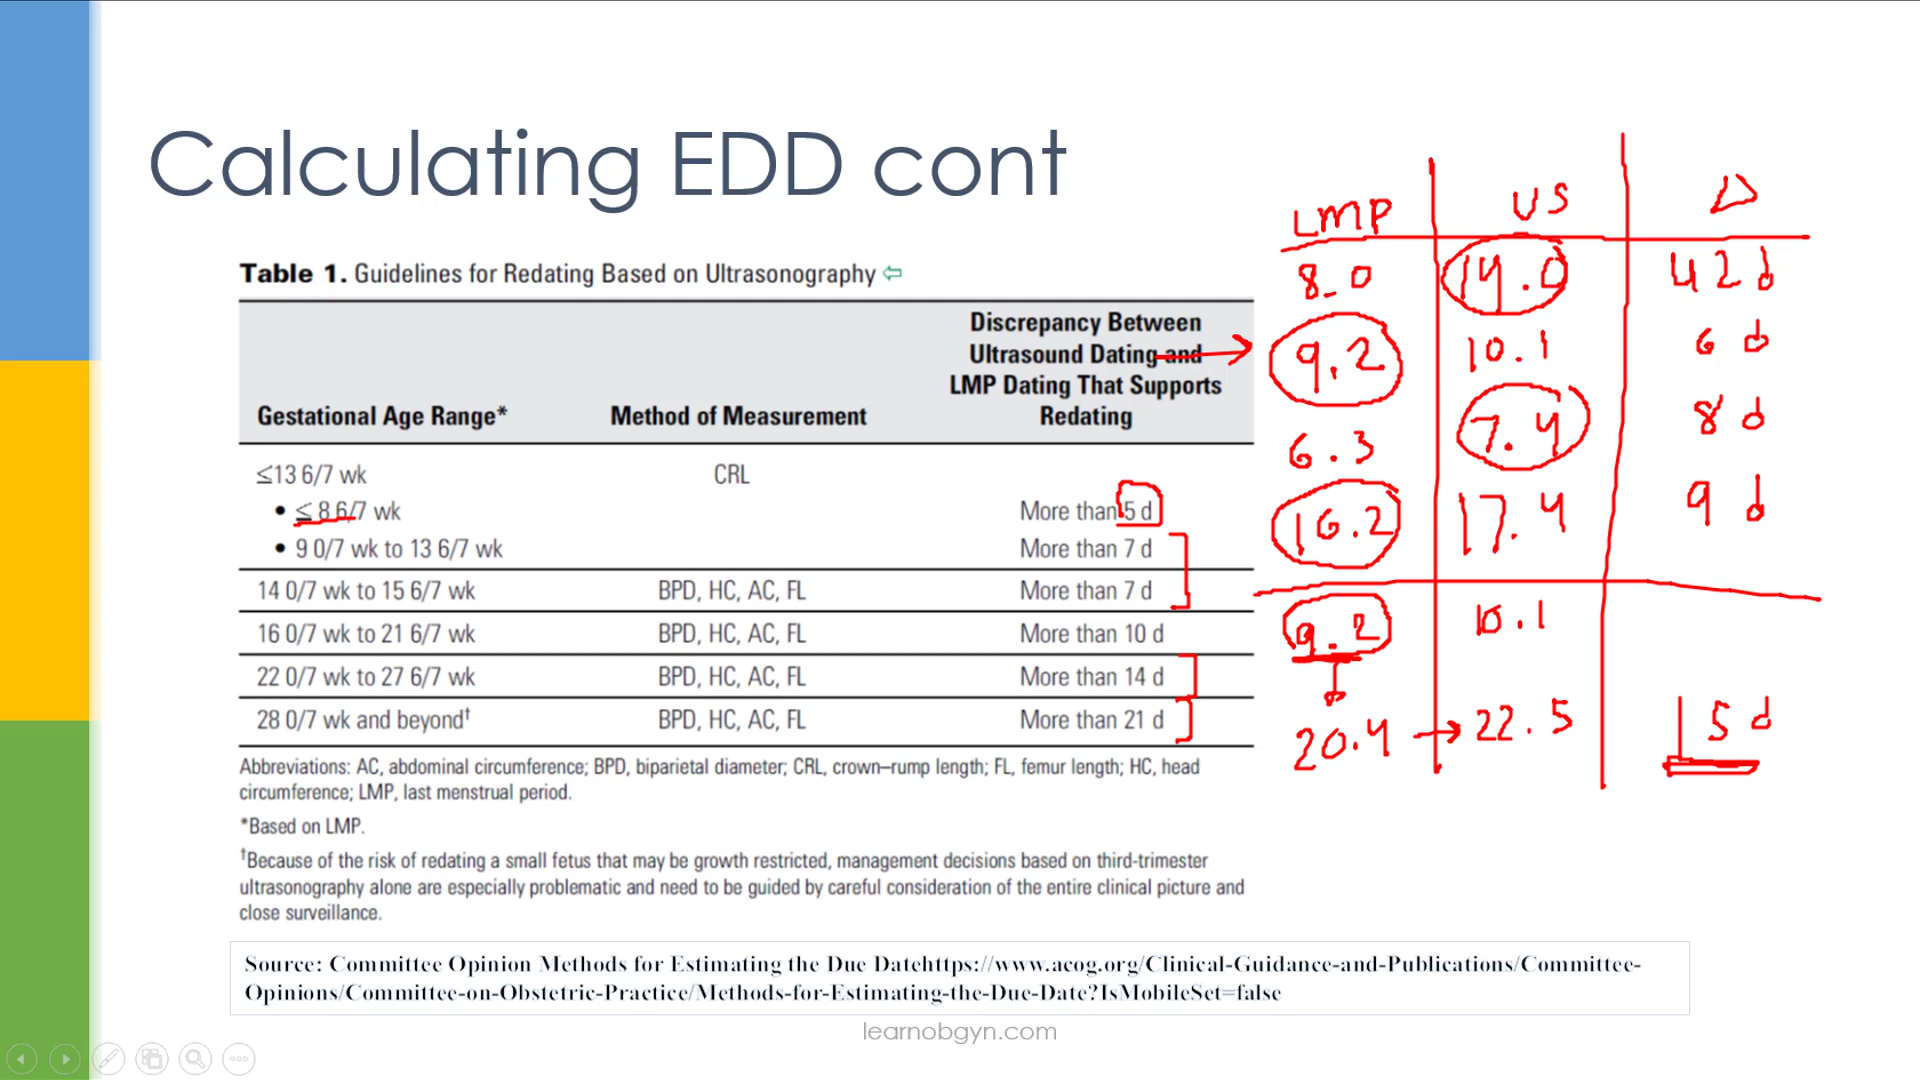 Calculating EDD cont
Table 1. Guidelines for Redating Based on Ultrasonography
Gestational Age Range* Method of Measurement Discrepancy Between Ultrasound Dating and LMP Dating That Supports Redating
≤13 6/7 wk CRL
• ≤ 8 6/7 wk More than 5 d
• 9 0/7 wk to 13 6/7 wk More than 7 d
14 0/7 wk to 15 6/7 wk BPD, HC, AC, FL More than 7 d
16 0/7 wk to 21 6/7 wk BPD, HC, AC, FL More than 10 d
22 0/7 wk to 27 6/7 wk BPD, HC, AC, FL More than 14 d
28 0/7 wk and beyond† BPD, HC, AC, FL More than 21 d
Abbreviations: AC, abdominal circumference; BPD, biparietal diameter; CRL, crown–rump length; FL, femur length; HC, head
circumference; LMP, last menstrual period.
*Based on LMP.
†Because of the risk of redating a small fetus that may be growth restricted, management decisions based on third-trimester
ultrasonography alone are especially problematic and need to be guided by careful consideration of the entire clinical picture and
close surveillance.
LMP US Δ
8.0 14.0 42 d
9.2 10.1 6 d
6.3 7.4 8 d
16.2 17.4 9 d
9.2 10.1
20.4 → 22.5 15 d
Source: Committee Opinion Methods for Estimating the Due Datehttps://www.acog.org/Clinical-Guidance-and-Publications/Committee-
Opinions/Committee-on-Obstetric-Practice/Methods-for-Estimating-the-Due-Date?IsMobileSet=false
learnobgyn.com